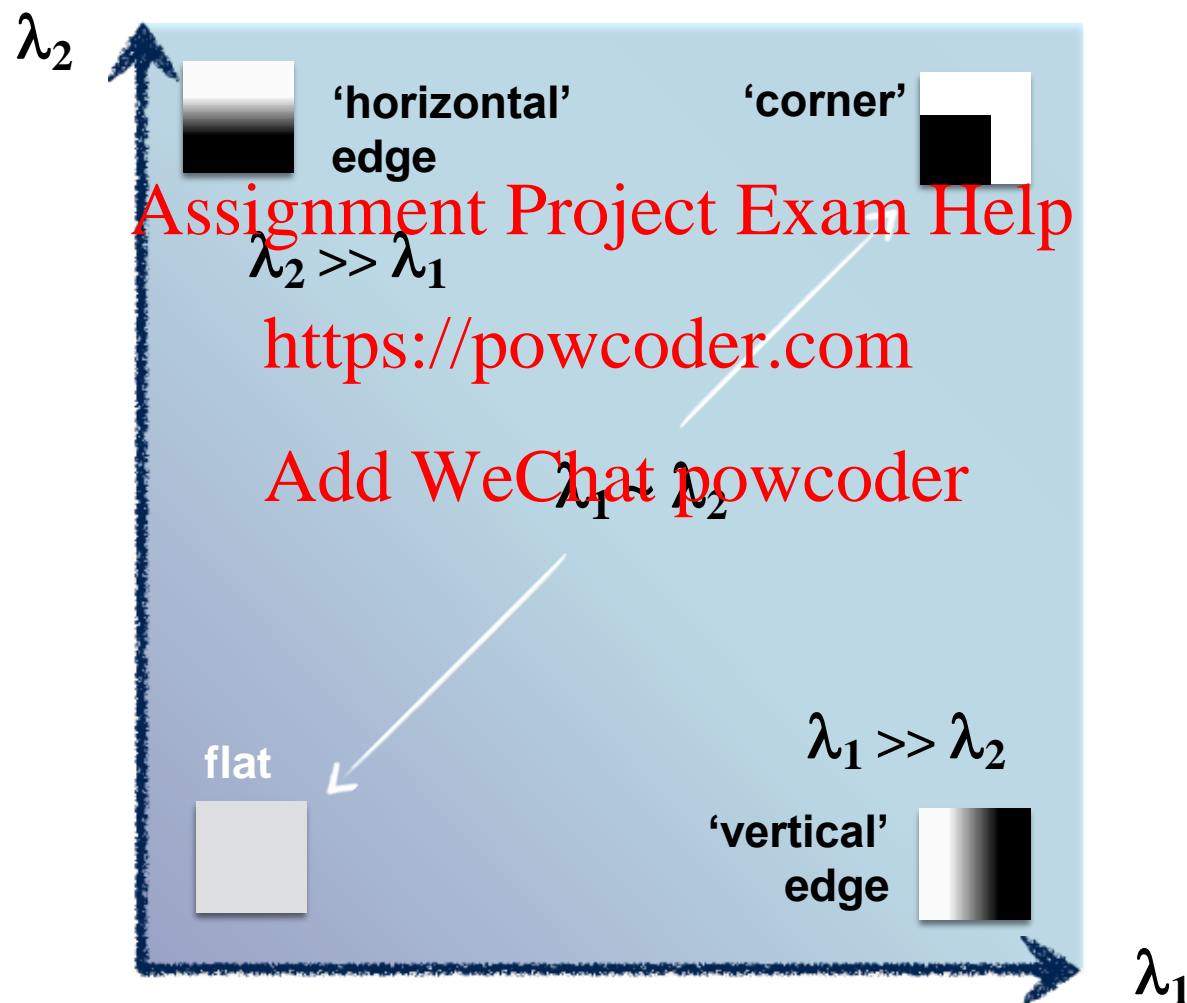 λ₂
‘horizontal’
edge
‘corner’
Assignment Project Exam Help
λ₂ >> λ₁
https://powcoder.com
Add WeChat powcoder
λ₁ ~ λ₂
flat
λ₁ >> λ₂
‘vertical’
edge
λ₁